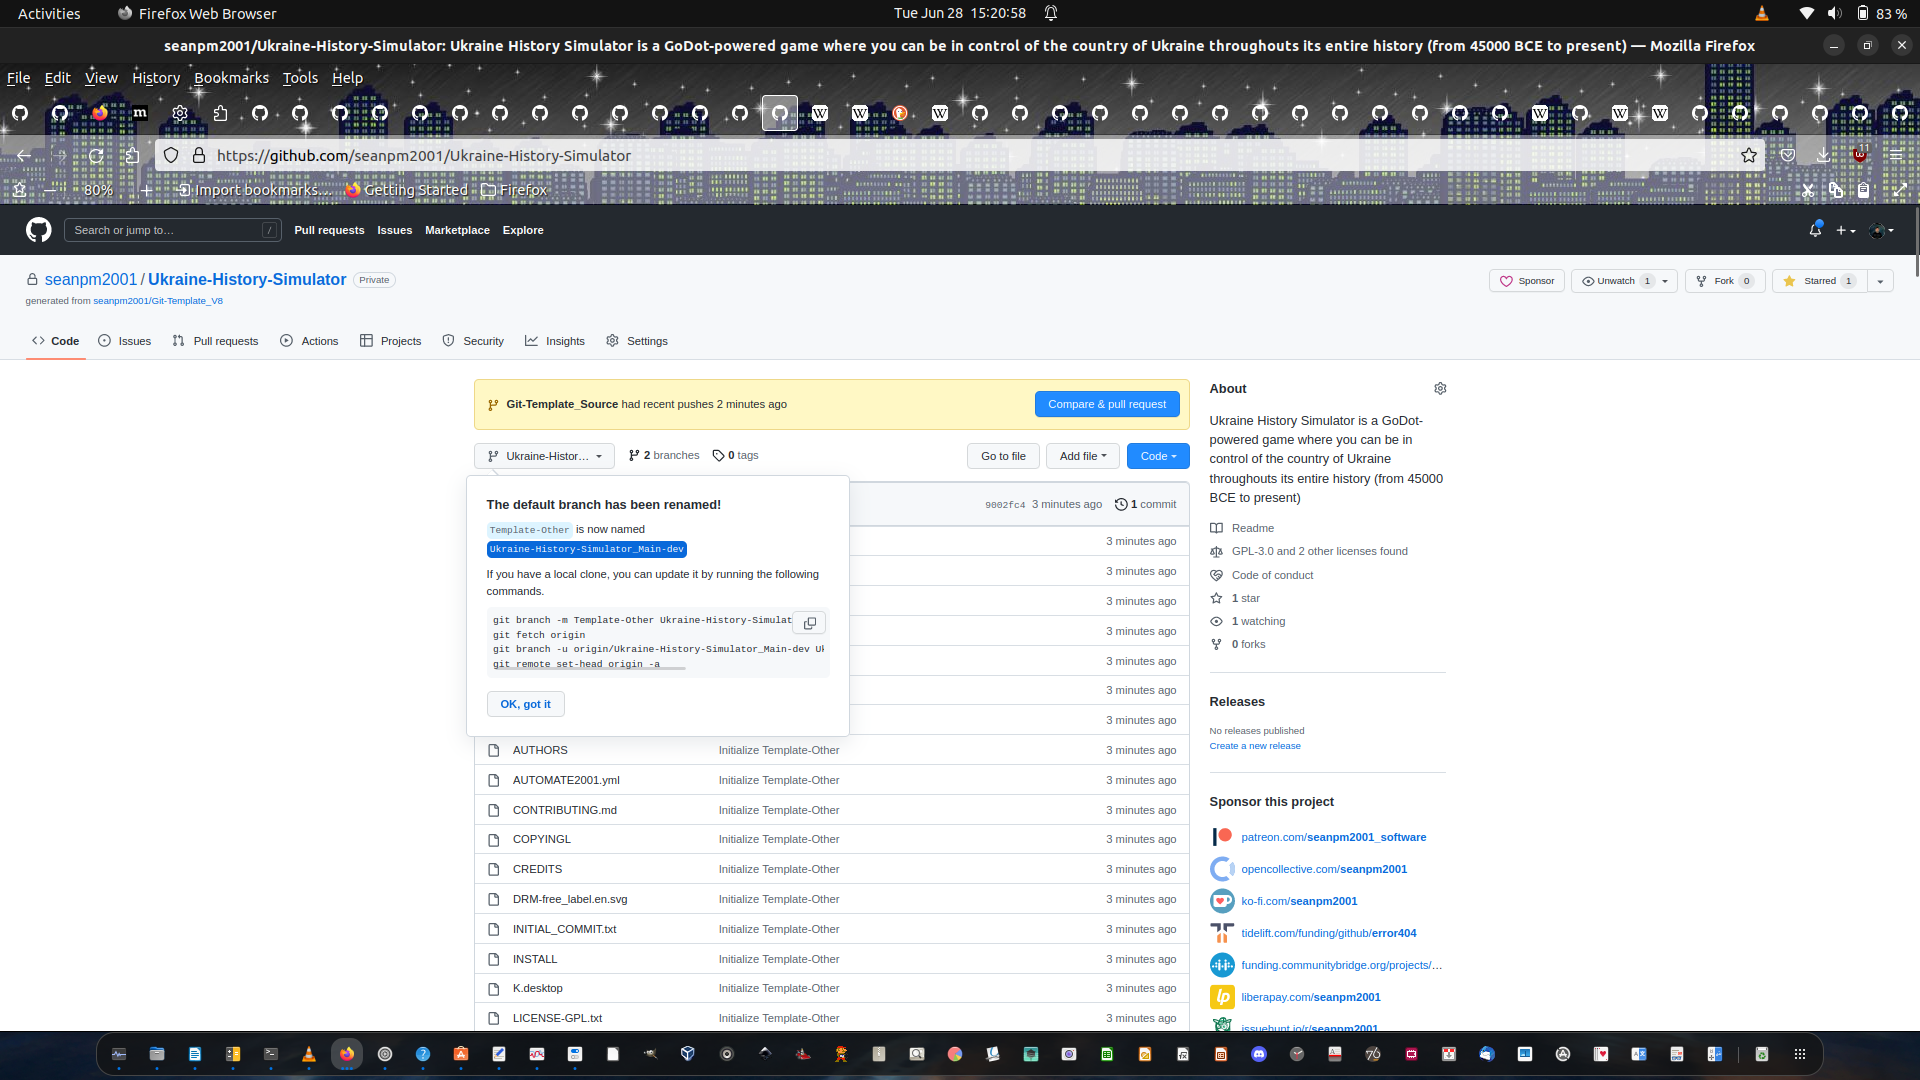 Activities
Firefox Web Browser
Tue Jun 28 15:20:58
83 %
seanpm2001/Ukraine-History-Simulator: Ukraine History Simulator is a GoDot-powered game where you can be in control of the country of Ukraine throughouts its entire history (from 45000 BCE to present) — Mozilla Firefox
File Edit View History Bookmarks Tools Help
https://github.com/seanpm2001/Ukraine-History-Simulator
11
80%
Import bookmarks...
Getting Started
Firefox
Search or jump to...
/
Pull requests
Issues
Marketplace
Explore
seanpm2001 / Ukraine-History-Simulator
Private
generated from seanpm2001/Git-Template_V8
Sponsor
Unwatch 1
Fork 0
Starred 1
Code
Issues
Pull requests
Actions
Projects
Security
Insights
Settings
Git-Template_Source had recent pushes 2 minutes ago
Compare & pull request
Ukraine-Histor...
2 branches
0 tags
Go to file
Add file
Code
The default branch has been renamed!
Template-Other is now named
Ukraine-History-Simulator_Main-dev
If you have a local clone, you can update it by running the following
commands.
git branch -m Template-Other Ukraine-History-Simulat
git fetch origin
git branch -u origin/Ukraine-History-Simulator_Main-dev Uk
git remote set-head origin -a
OK, got it
9002fc4 3 minutes ago
1 commit
3 minutes ago
3 minutes ago
3 minutes ago
3 minutes ago
3 minutes ago
3 minutes ago
3 minutes ago
AUTHORS Initialize Template-Other 3 minutes ago
AUTOMATE2001.yml Initialize Template-Other 3 minutes ago
CONTRIBUTING.md Initialize Template-Other 3 minutes ago
COPYINGL Initialize Template-Other 3 minutes ago
CREDITS Initialize Template-Other 3 minutes ago
DRM-free_label.en.svg Initialize Template-Other 3 minutes ago
INITIAL_COMMIT.txt Initialize Template-Other 3 minutes ago
INSTALL Initialize Template-Other 3 minutes ago
K.desktop Initialize Template-Other 3 minutes ago
LICENSE-GPL.txt Initialize Template-Other 3 minutes ago
About
Ukraine History Simulator is a GoDot-
powered game where you can be in
control of the country of Ukraine
throughouts its entire history (from 45000
BCE to present)
Readme
GPL-3.0 and 2 other licenses found
Code of conduct
1 star
1 watching
0 forks
Releases
No releases published
Create a new release
Sponsor this project
patreon.com/seanpm2001_software
opencollective.com/seanpm2001
ko-fi.com/seanpm2001
tidelift.com/funding/github/error404
funding.communitybridge.org/projects/...
liberapay.com/seanpm2001
issuehunt.io/r/seanpm2001